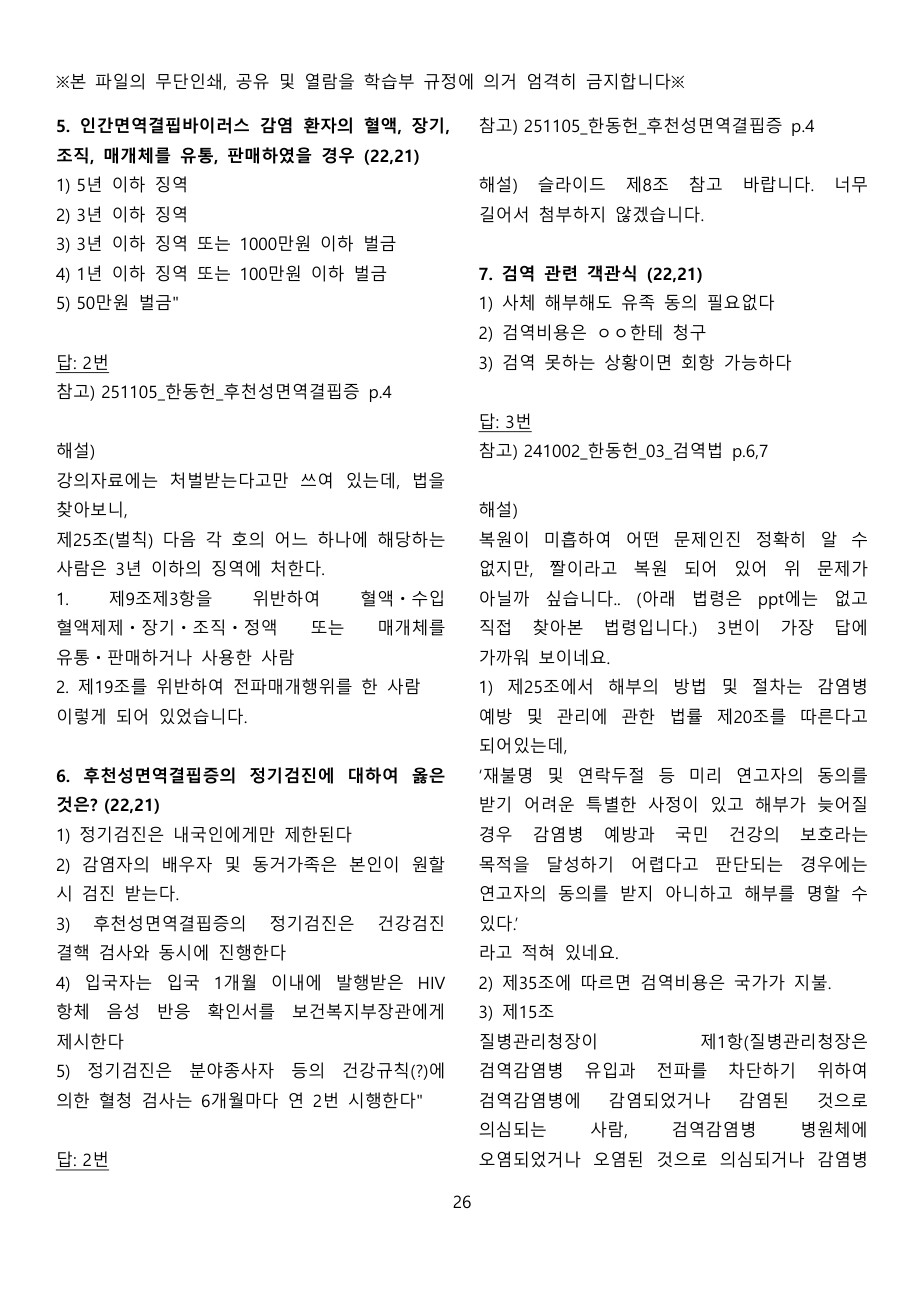 ※본 파일의 무단인쇄, 공유 및 열람을 학습부 규정에 의거 엄격히 금지합니다※
5. 인간면역결핍바이러스 감염 환자의 혈액, 장기,
조직, 매개체를 유통, 판매하였을 경우 (22,21)
1) 5년 이하 징역
2) 3년 이하 징역
3) 3년 이하 징역 또는 1000만원 이하 벌금
4) 1년 이하 징역 또는 100만원 이하 벌금
5) 50만원 벌금"
답: 2번
참고) 251105_한동헌_후천성면역결핍증 p.4
해설)
강의자료에는 처벌받는다고만 쓰여 있는데, 법을
찾아보니,
제25조(벌칙) 다음 각 호의 어느 하나에 해당하는
사람은 3년 이하의 징역에 처한다.
1. 제9조제3항을 위반하여 혈액・수입
혈액제제・장기・조직・정액 또는 매개체를
유통・판매하거나 사용한 사람
2. 제19조를 위반하여 전파매개행위를 한 사람
이렇게 되어 있었습니다.
6. 후천성면역결핍증의 정기검진에 대하여 옳은
것은? (22,21)
1) 정기검진은 내국인에게만 제한된다
2) 감염자의 배우자 및 동거가족은 본인이 원할
시 검진 받는다.
3) 후천성면역결핍증의 정기검진은 건강검진
결핵 검사와 동시에 진행한다
4) 입국자는 입국 1개월 이내에 발행받은 HIV
항체 음성 반응 확인서를 보건복지부장관에게
제시한다
5) 정기검진은 분야종사자 등의 건강규칙(?)에
의한 혈청 검사는 6개월마다 연 2번 시행한다"
답: 2번
참고) 251105_한동헌_후천성면역결핍증 p.4
해설) 슬라이드 제8조 참고 바랍니다. 너무
길어서 첨부하지 않겠습니다.
7. 검역 관련 객관식 (22,21)
1) 사체 해부해도 유족 동의 필요없다
2) 검역비용은 ㅇㅇ한테 청구
3) 검역 못하는 상황이면 회항 가능하다
답: 3번
참고) 241002_한동헌_03_검역법 p.6,7
해설)
복원이 미흡하여 어떤 문제인진 정확히 알 수
없지만, 짤이라고 복원 되어 있어 위 문제가
아닐까 싶습니다.. (아래 법령은 ppt에는 없고
직접 찾아본 법령입니다.) 3번이 가장 답에
가까워 보이네요.
1) 제25조에서 해부의 방법 및 절차는 감염병
예방 및 관리에 관한 법률 제20조를 따른다고
되어있는데,
'재불명 및 연락두절 등 미리 연고자의 동의를
받기 어려운 특별한 사정이 있고 해부가 늦어질
경우 감염병 예방과 국민 건강의 보호라는
목적을 달성하기 어렵다고 판단되는 경우에는
연고자의 동의를 받지 아니하고 해부를 명할 수
있다.'
라고 적혀 있네요.
2) 제35조에 따르면 검역비용은 국가가 지불.
3) 제15조
질병관리청장이 제1항(질병관리청장은
검역감염병 유입과 전파를 차단하기 위하여
검역감염병에 감염되었거나 감염된 것으로
의심되는 사람, 검역감염병 병원체에
오염되었거나 오염된 것으로 의심되거나 감염병
26